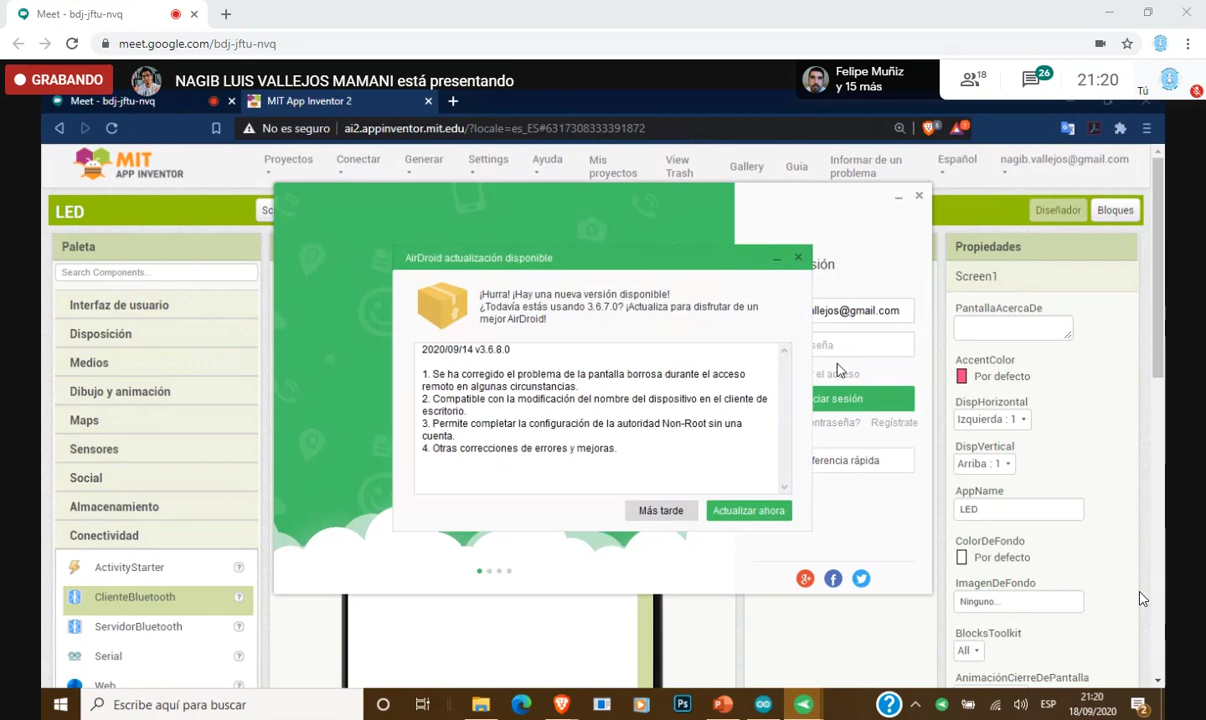 Meet - bdj-jftu-nvq
meet.google.com/bdj-jftu-nvq
GRABANDO
NAGIB LUIS VALLEJOS MAMANI está presentando
Felipe Muñiz
y 15 más
18
26
21:20
Tú
Meet - bdj-jftu-nvq
MIT App Inventor 2
No es seguro
ai2.appinventor.mit.edu/?locale=es_ES#6317308333391872
MIT
APP INVENTOR
Proyectos
Conectar
Generar
Settings
Ayuda
Mis proyectos
View Trash
Gallery
Guía
Informar de un problema
Español
nagib.vallejos@gmail.com
LED
Diseñador
Bloques
Paleta
Search Components...
Interfaz de usuario
Disposición
Medios
Dibujo y animación
Maps
Sensores
Social
Almacenamiento
Conectividad
ActivityStarter
ClienteBluetooth
ServidorBluetooth
Serial
Web
AirDroid actualización disponible
¡Hurra! ¡Hay una nueva versión disponible!
¿Todavía estás usando 3.6.7.0? ¡Actualiza para disfrutar de un
mejor AirDroid!
2020/09/14 v3.6.8.0
1. Se ha corregido el problema de la pantalla borrosa durante el acceso
remoto en algunas circunstancias.
2. Compatible con la modificación del nombre del dispositivo en el cliente de
escritorio.
3. Permite completar la configuración de la autoridad Non-Root sin una
cuenta.
4. Otras correcciones de errores y mejoras.
Más tarde
Actualizar ahora
sión
allejos@gmail.com
seña
r el acceso
ciar sesión
ontraseña?
Regístrate
ferencia rápida
Propiedades
Screen1
PantallaAcercaDe
AccentColor
Por defecto
DispHorizontal
Izquierda : 1
DispVertical
Arriba : 1
AppName
LED
ColorDeFondo
Por defecto
ImagenDeFondo
Ninguno...
BlocksToolkit
All
AnimaciónCierreDePantalla
Escribe aquí para buscar
ESP
21:20
18/09/2020
2